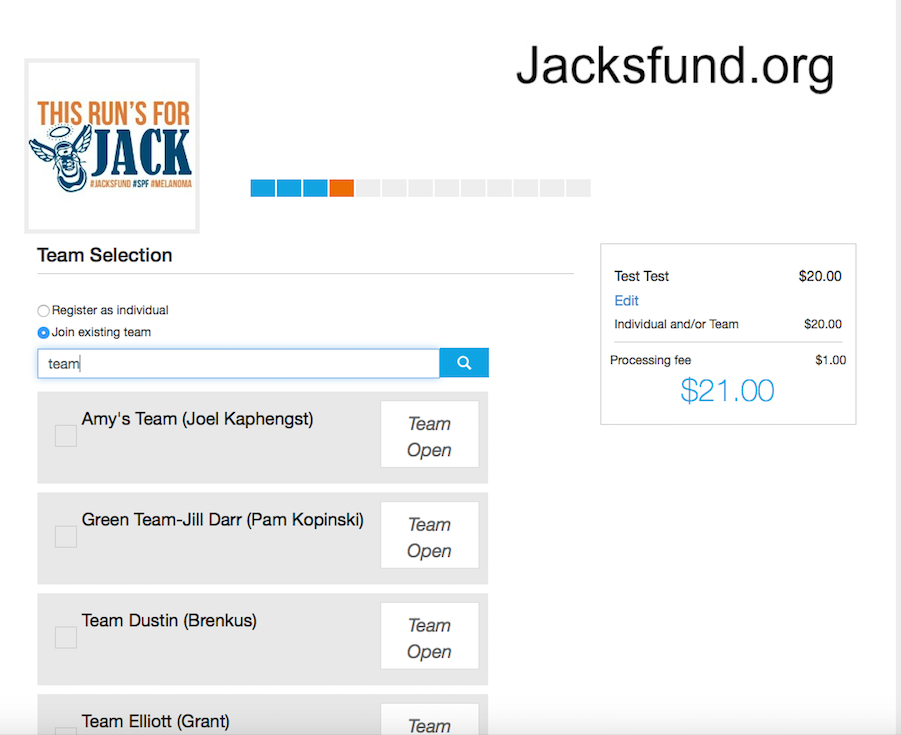 Jacksfund.org
THIS RUN'S FOR
JACK
#JACKSFUND #SPF #MELANOMA
Team Selection
Register as individual
Join existing team
team
Amy's Team (Joel Kaphengst)
Team
Open
Green Team-Jill Darr (Pam Kopinski)
Team
Open
Team Dustin (Brenkus)
Team
Open
Team Elliott (Grant)
Team
Test Test $20.00
Edit
Individual and/or Team $20.00
Processing fee $1.00
$21.00